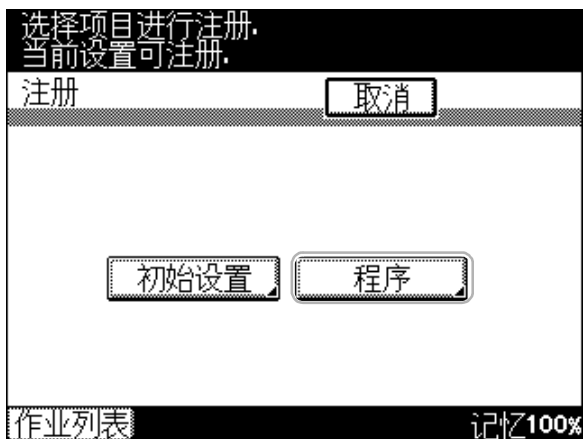 选择项目进行注册.
当前设置可注册.
注册 取消
初始设置 程序
作业列表 记忆100%